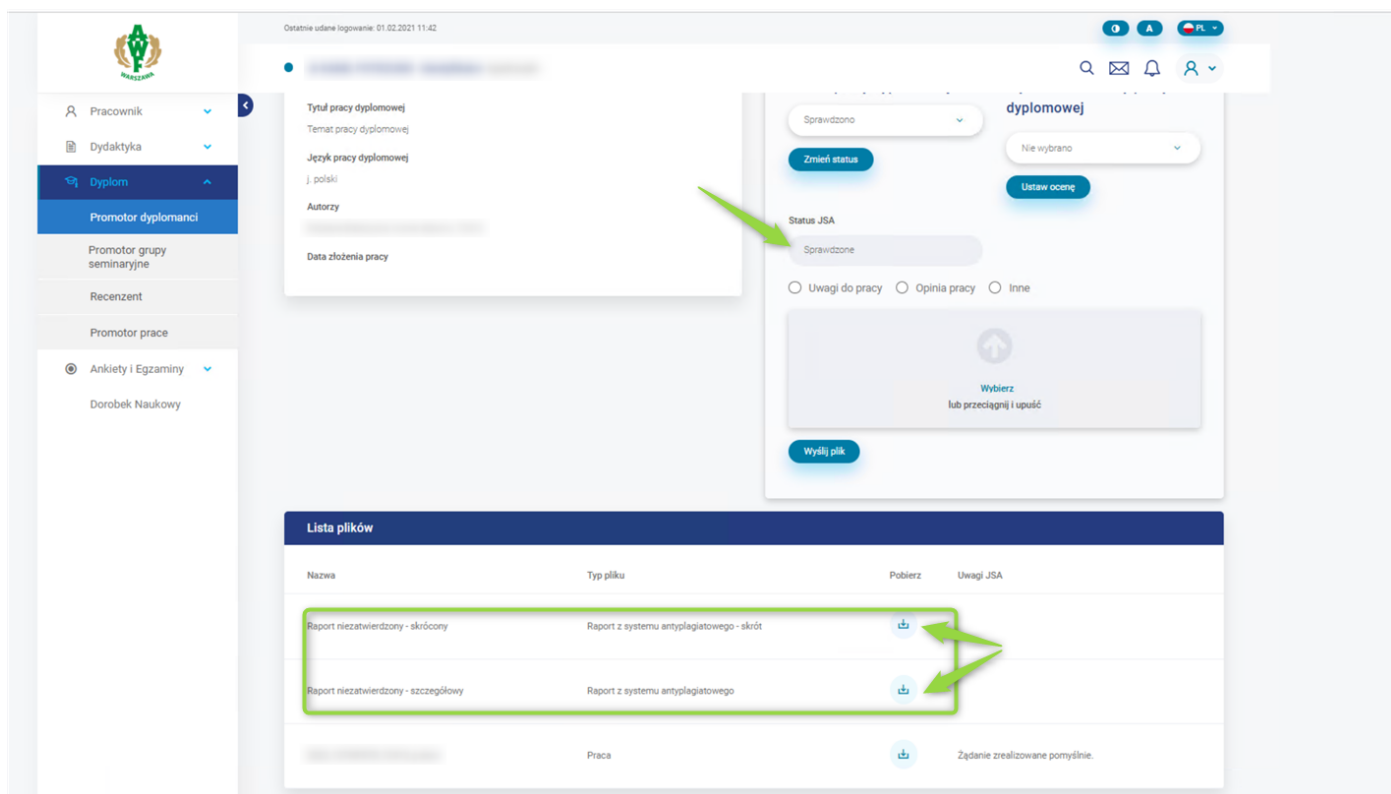 Ostatnie udane logowanie: 01.02.2021 11:42
A
PL
AWF
WARSZAWA
Pracownik
Dydaktyka
Dyplom
Promotor dyplomanci
Promotor grupy
seminaryjne
Recenzent
Promotor prace
Ankiety i Egzaminy
Dorobek Naukowy
Tytuł pracy dyplomowej
Temat pracy dyplomowej
Język pracy dyplomowej
j. polski
Autorzy
Data złożenia pracy
Sprawdzono
Zmień status
dyplomowej
Nie wybrano
Ustaw ocenę
Status JSA
Sprawdzone
Uwagi do pracy Opinia pracy Inne
Wybierz
lub przeciągnij i upuść
Wyślij plik
Lista plików
Nazwa Typ pliku Pobierz Uwagi JSA
Raport niezatwierdzony - skrócony Raport z systemu antyplagiatowego - skrót
Raport niezatwierdzony - szczegółowy Raport z systemu antyplagiatowego
Praca Żądanie zrealizowane pomyślnie.